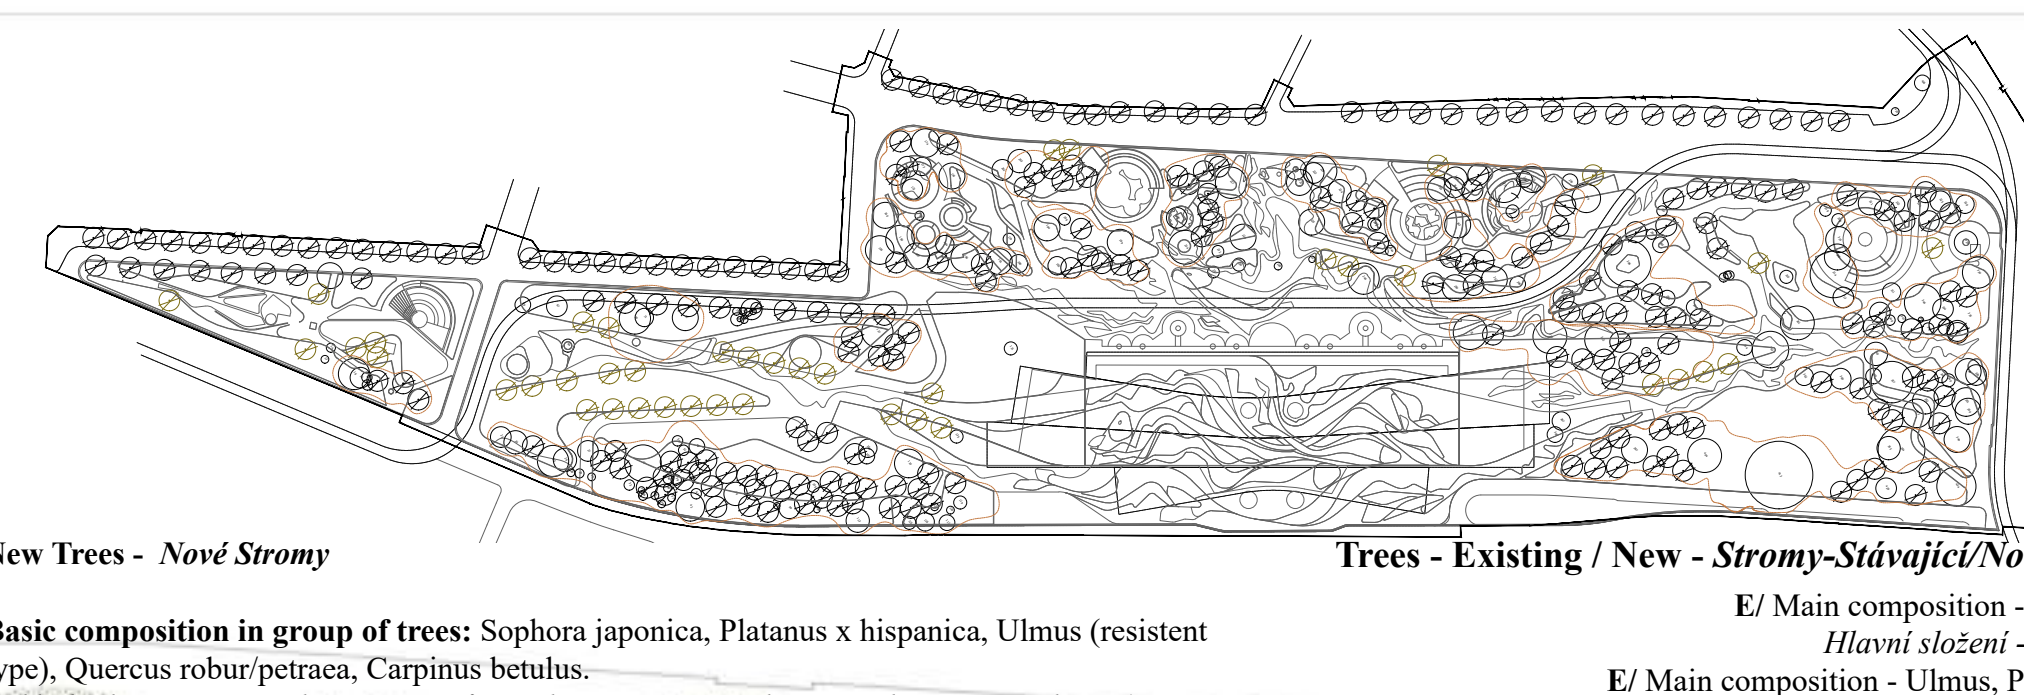 New Trees - Nové Stromy
Trees - Existing / New - Stromy-Stávající/No
E/ Main composition -
Hlavní složení -
E/ Main composition - Ulmus, P
Basic composition in group of trees: Sophora japonica, Platanus x hispanica, Ulmus (resistent
ype), Quercus robur/petraea, Carpinus betulus.